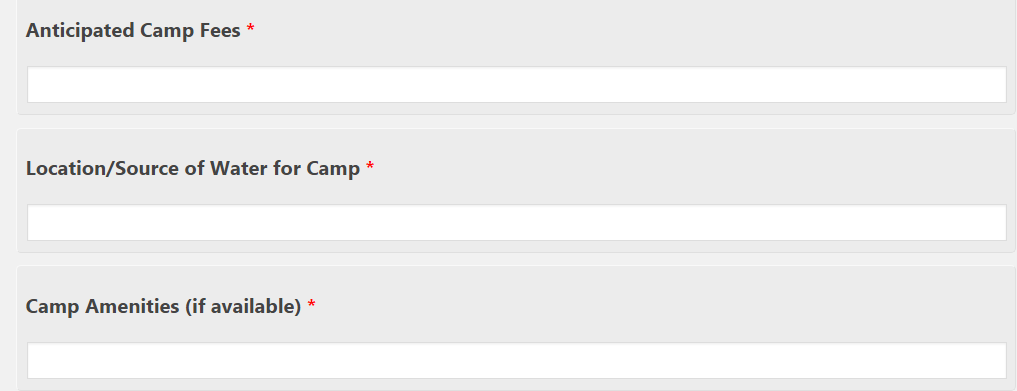 Anticipated Camp Fees *
Location/Source of Water for Camp *
Camp Amenities (if available) *